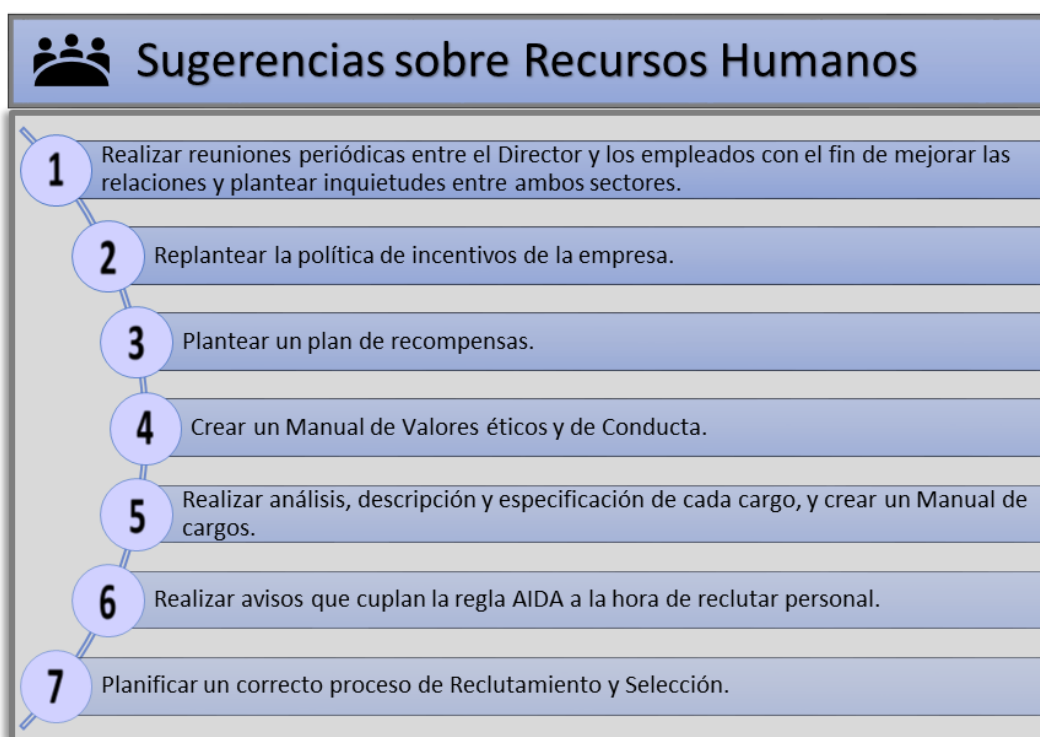 Sugerencias sobre Recursos Humanos
1
Realizar reuniones periódicas entre el Director y los empleados con el fin de mejorar las
relaciones y plantear inquietudes entre ambos sectores.
2
Replantear la política de incentivos de la empresa.
3
Plantear un plan de recompensas.
4
Crear un Manual de Valores éticos y de Conducta.
5
Realizar análisis, descripción y especificación de cada cargo, y crear un Manual de
cargos.
6
Realizar avisos que cuplan la regla AIDA a la hora de reclutar personal.
7
Planificar un correcto proceso de Reclutamiento y Selección.